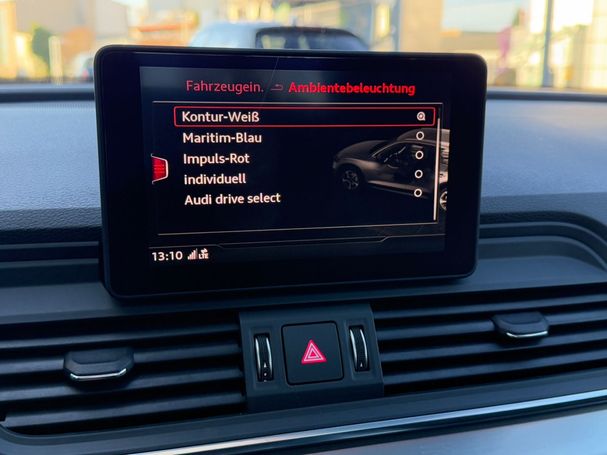 Fahrzeugein. Ambientebeleuchtung
Kontur-Weiß
Maritim-Blau
Impuls-Rot
individuell
Audi drive select
13:10 LTE